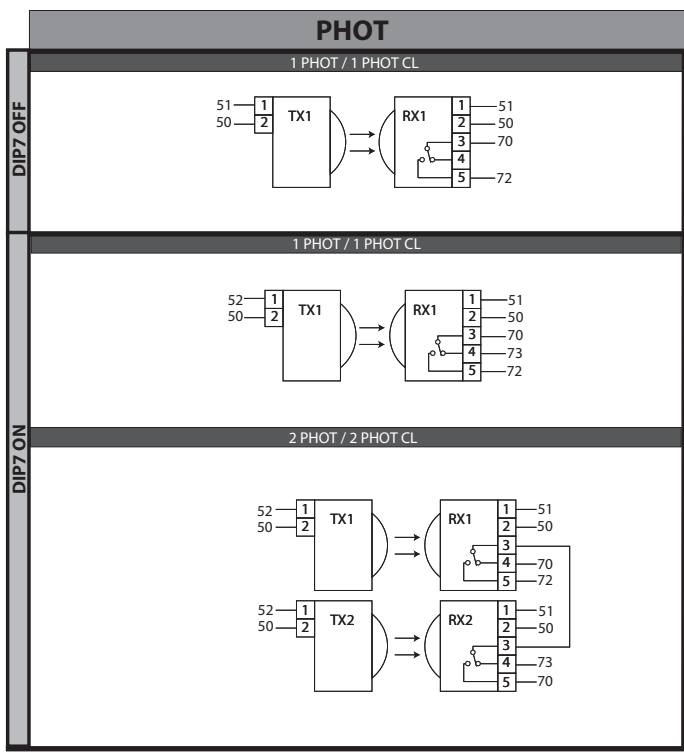 PHOT
DIP7 OFF
1 PHOT / 1 PHOT CL
51 1 TX1 RX1 1 51
50 2 2 50
3 70
4
5 72
DIP7 ON
1 PHOT / 1 PHOT CL
52 1 TX1 RX1 1 51
50 2 2 50
3 70
4 73
5 72
2 PHOT / 2 PHOT CL
52 1 TX1 RX1 1 51
50 2 2 50
3
4 70
5 72
52 1 TX2 RX2 1 51
50 2 2 50
3
4 73
5 70